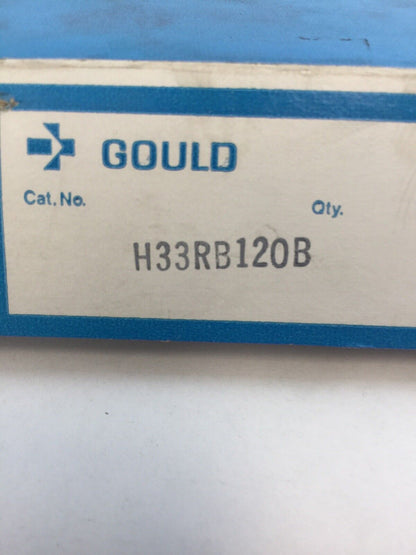 GOULD
Cat. No.
Qty.
H33RB120B